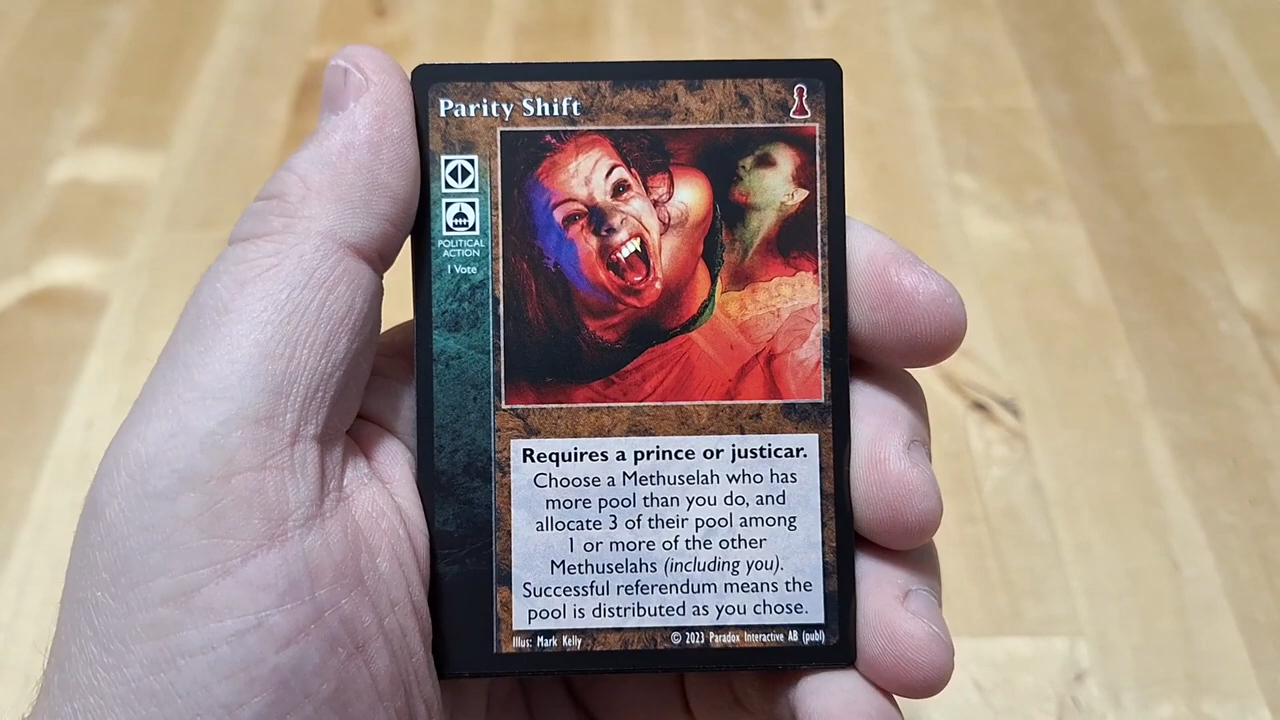 Parity Shift
POLITICAL
ACTION
1 Vote
Requires a prince or justicar.
Choose a Methuselah who has
more pool than you do, and
allocate 3 of their pool among
1 or more of the other
Methuselahs (including you).
Successful referendum means the
pool is distributed as you chose.
Illus: Mark Kelly
© 2023 Paradox Interactive AB (publ)